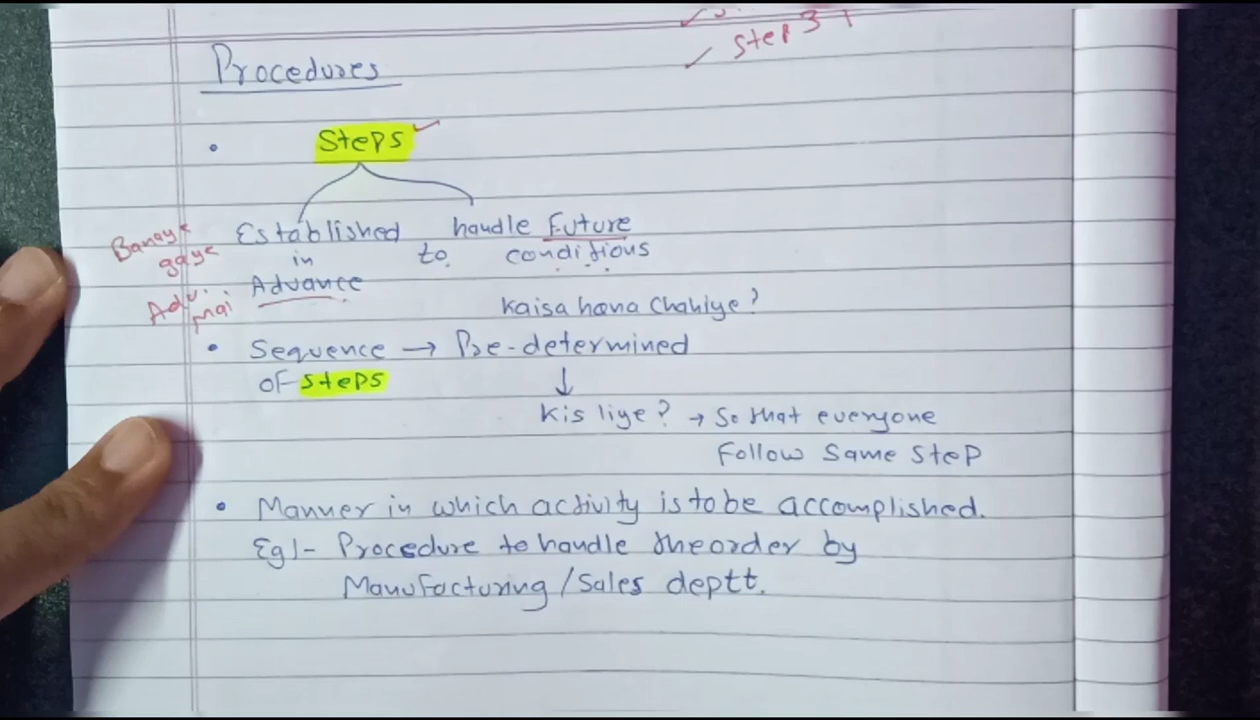 Step 3
Procedures
• Steps
Established handle Future
in to conditions
Advance
Banaye
gaye
Adv.
mai
Kaisa hona chahiye?
• Sequence → Pre-determined
of steps ↓
Kis liye? → So that everyone
Follow Same Step
• Manner in which activity is to be accomplished.
Eg1- Procedure to handle the order by
Manufacturing/Sales deptt.